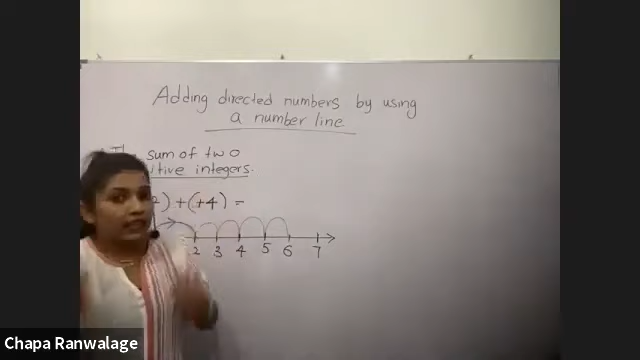 Adding directed numbers by using
a number line.
sum of two
integers.
2) + (+4) =
2 3 4 5 6 7
Chapa Ranwalage